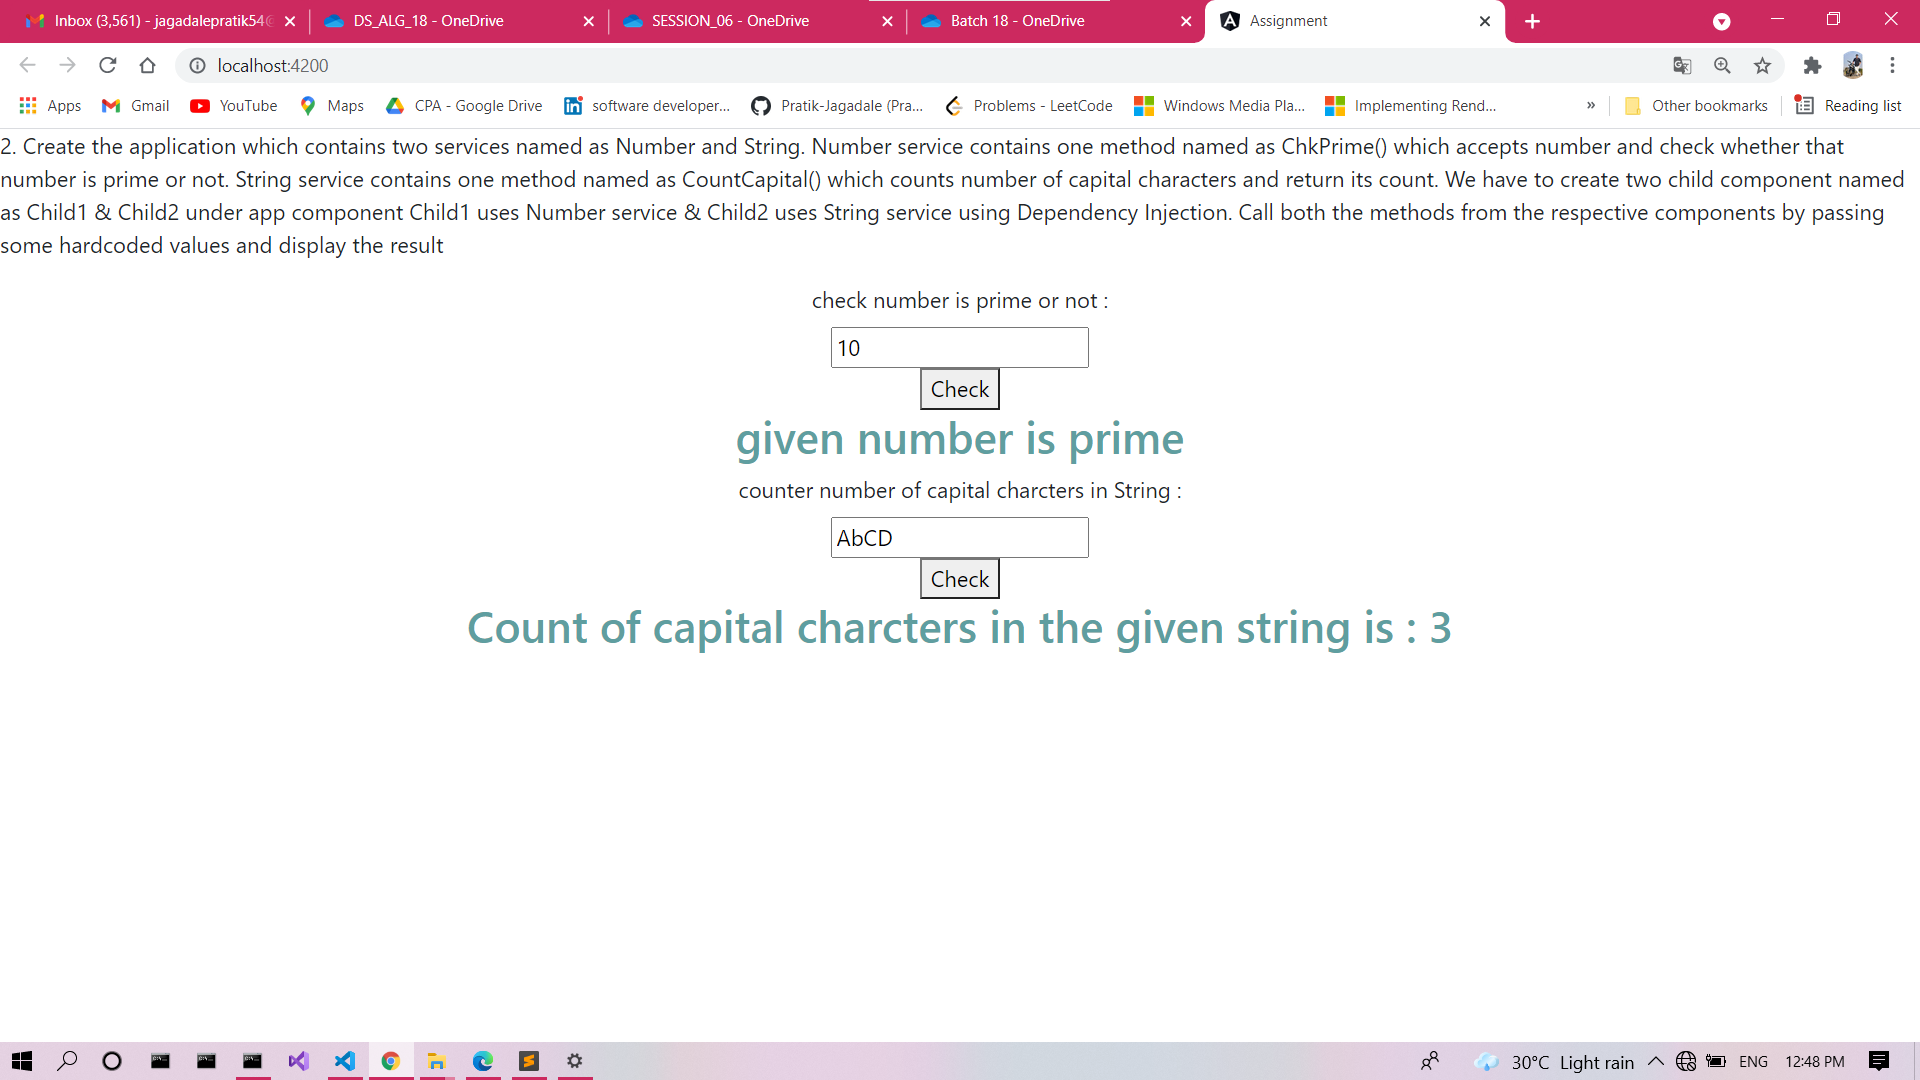 Inbox (3,561) - jagadalepratik54@
DS_ALG_18 - OneDrive
SESSION_06 - OneDrive
Batch 18 - OneDrive
Assignment
localhost:4200
Apps
Gmail
YouTube
Maps
CPA - Google Drive
software developer...
Pratik-Jagadale (Pra...
Problems - LeetCode
Windows Media Pla...
Implementing Rend...
»
Other bookmarks
Reading list
2. Create the application which contains two services named as Number and String. Number service contains one method named as ChkPrime() which accepts number and check whether that
number is prime or not. String service contains one method named as CountCapital() which counts number of capital characters and return its count. We have to create two child component named
as Child1 & Child2 under app component Child1 uses Number service & Child2 uses String service using Dependency Injection. Call both the methods from the respective components by passing
some hardcoded values and display the result
check number is prime or not :
10
Check
given number is prime
counter number of capital charcters in String :
AbCD
Check
Count of capital charcters in the given string is : 3
30°C Light rain
ENG
12:48 PM